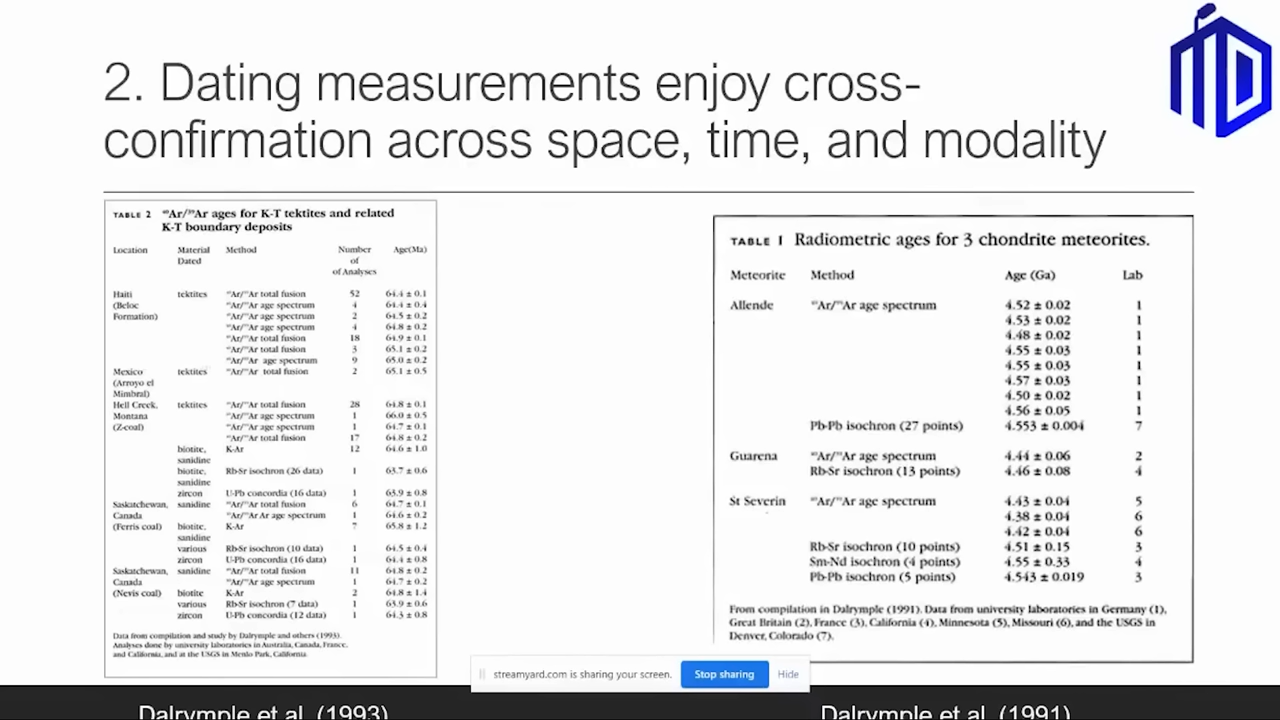 2. Dating measurements enjoy cross-
confirmation across space, time, and modality
TABLE 2 ⁴⁰Ar/³⁹Ar ages for K-T tektites and related
K-T boundary deposits
Location Material Dated Method Number of of Analyses Age(Ma)
Haiti tektites ⁴⁰Ar/³⁹Ar total fusion 52 64.4 ± 0.1
(Beloc ⁴⁰Ar/³⁹Ar age spectrum 4 64.4 ± 0.4
Formation) ⁴⁰Ar/³⁹Ar age spectrum 2 64.5 ± 0.2
⁴⁰Ar/³⁹Ar age spectrum 4 64.8 ± 0.2
⁴⁰Ar/³⁹Ar total fusion 18 64.9 ± 0.1
⁴⁰Ar/³⁹Ar total fusion 3 65.1 ± 0.2
⁴⁰Ar/³⁹Ar age spectrum 9 65.0 ± 0.2
Mexico tektites ⁴⁰Ar/³⁹Ar total fusion 2 65.1 ± 0.5
(Arroyo el
Mimbral)
Hell Creek, tektites ⁴⁰Ar/³⁹Ar total fusion 28 64.8 ± 0.1
Montana ⁴⁰Ar/³⁹Ar age spectrum 1 66.0 ± 0.5
(Z-coal) ⁴⁰Ar/³⁹Ar age spectrum 1 64.7 ± 0.1
⁴⁰Ar/³⁹Ar total fusion 17 64.8 ± 0.2
biotite, K-Ar 12 64.6 ± 1.0
sanidine
biotite, Rb-Sr isochron (26 data) 1 63.7 ± 0.6
sanidine
zircon U-Pb concordia (16 data) 1 63.9 ± 0.8
Saskatchewan, sanidine ⁴⁰Ar/³⁹Ar total fusion 6 64.7 ± 0.1
Canada ⁴⁰Ar/³⁹Ar Ar age spectrum 1 64.6 ± 0.2
(Ferris coal) biotite, K-Ar 7 65.8 ± 1.2
sanidine
various Rb-Sr isochron (10 data) 1 64.5 ± 0.4
zircon U-Pb concordia (16 data) 1 64.4 ± 0.8
Saskatchewan, sanidine ⁴⁰Ar/³⁹Ar total fusion 11 64.8 ± 0.2
Canada ⁴⁰Ar/³⁹Ar age spectrum 1 64.7 ± 0.2
(Nevis coal) biotite K-Ar 2 64.8 ± 1.4
various Rb-Sr isochron (7 data) 1 63.9 ± 0.6
zircon U-Pb concordia (12 data) 1 64.3 ± 0.8
Data from compilation and study by Dalrymple and others (1993).
Analyses done by university laboratories in Australia, Canada, France,
and California, and at the USGS in Menlo Park, California
TABLE 1 Radiometric ages for 3 chondrite meteorites.
Meteorite Method Age (Ga) Lab
Allende ⁴⁰Ar/³⁹Ar age spectrum 4.52 ± 0.02 1
4.53 ± 0.02 1
4.48 ± 0.02 1
4.55 ± 0.03 1
4.55 ± 0.03 1
4.57 ± 0.03 1
4.50 ± 0.02 1
4.56 ± 0.05 1
Pb-Pb isochron (27 points) 4.553 ± 0.004 7
Guarena ⁴⁰Ar/³⁹Ar age spectrum 4.44 ± 0.06 2
Rb-Sr isochron (13 points) 4.46 ± 0.08 4
St Severin ⁴⁰Ar/³⁹Ar age spectrum 4.43 ± 0.04 5
4.38 ± 0.04 6
4.42 ± 0.04 6
Rb-Sr isochron (10 points) 4.51 ± 0.15 3
Sm-Nd isochron (4 points) 4.55 ± 0.33 4
Pb-Pb isochron (5 points) 4.543 ± 0.019 3
From compilation in Dalrymple (1991). Data from university laboratories in Germany (1),
Great Britain (2), France (3), California (4), Minnesota (5), Missouri (6), and the USGS in
Denver, Colorado (7).
streamyard.com is sharing your screen. Stop sharing Hide
Dalrymple et al. (1993)
Dalrymple et al. (1991)
MD